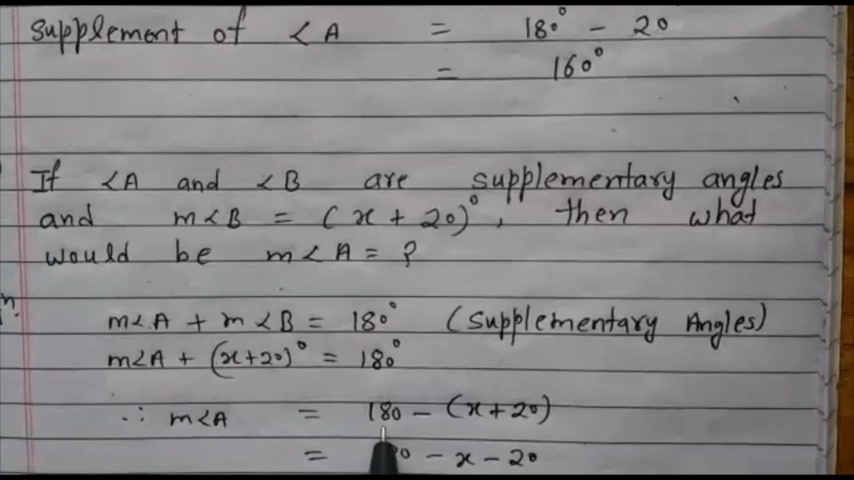 Supplement of ∠A = 180° - 20
= 160°
If ∠A and ∠B are supplementary angles
and m∠B = (x + 20)°, then what
would be m∠A = ?
m∠A + m∠B = 180° (Supplementary Angles)
m∠A + (x+20)° = 180°
∴ m∠A = 180 - (x+20)
= - x - 20